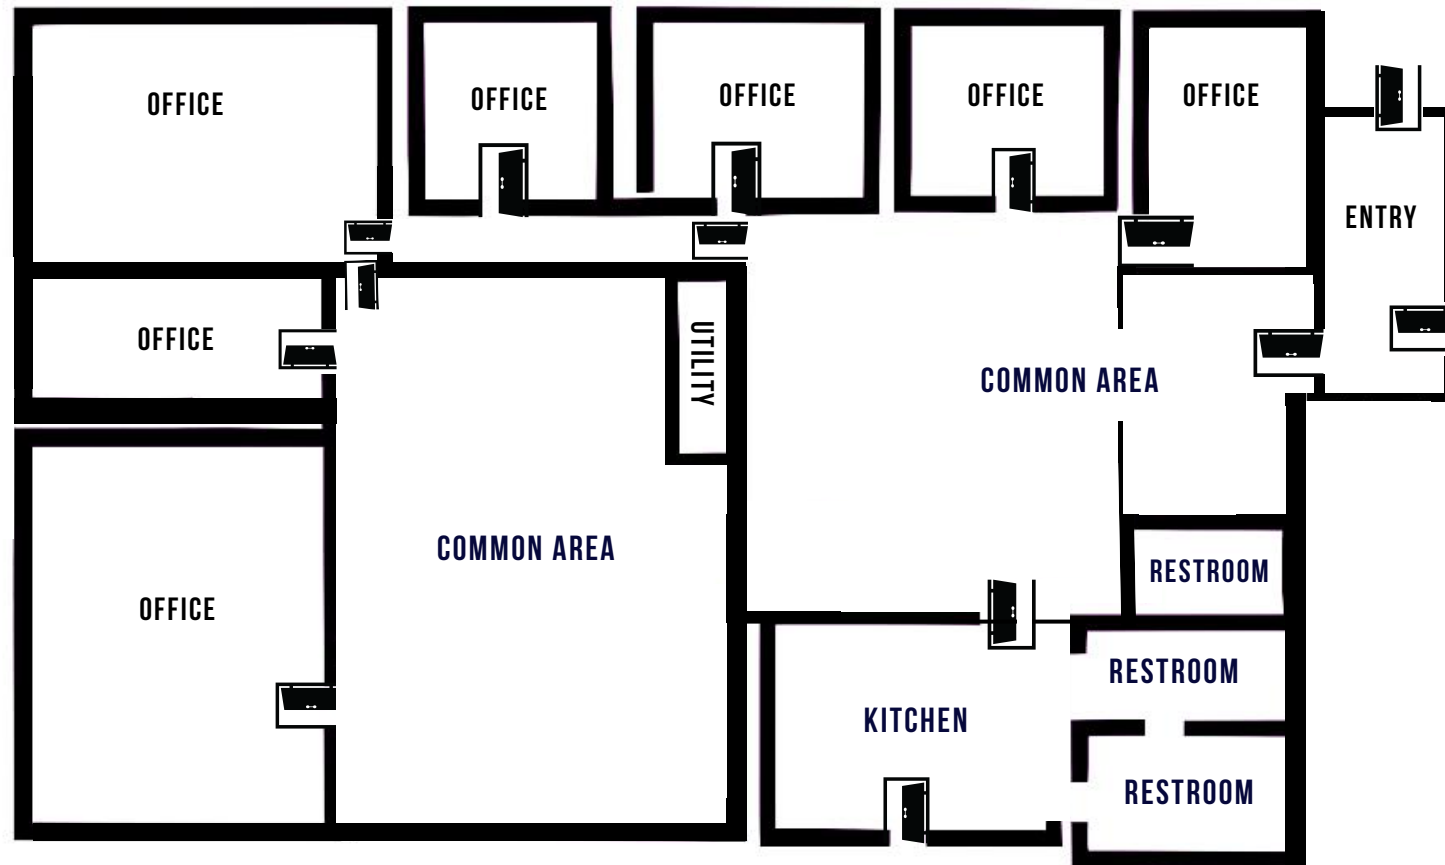 OFFICE
OFFICE
OFFICE
OFFICE
OFFICE
ENTRY
OFFICE
UTILITY
COMMON AREA
COMMON AREA
RESTROOM
OFFICE
RESTROOM
KITCHEN
RESTROOM